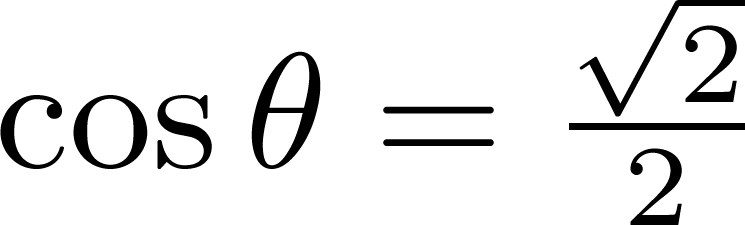 cos θ = √2/2